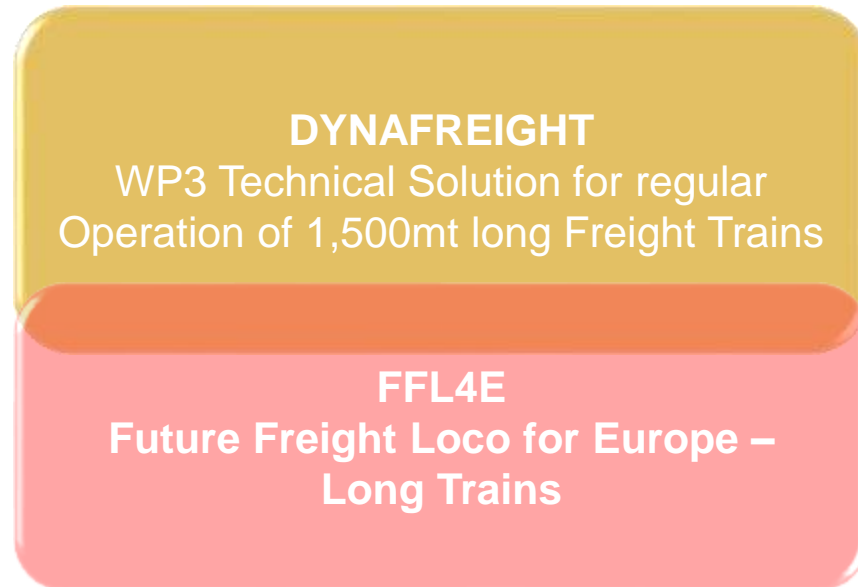 DYNAFREIGHT
WP3 Technical Solution for regular
Operation of 1,500mt long Freight Trains
FFL4E
Future Freight Loco for Europe –
Long Trains